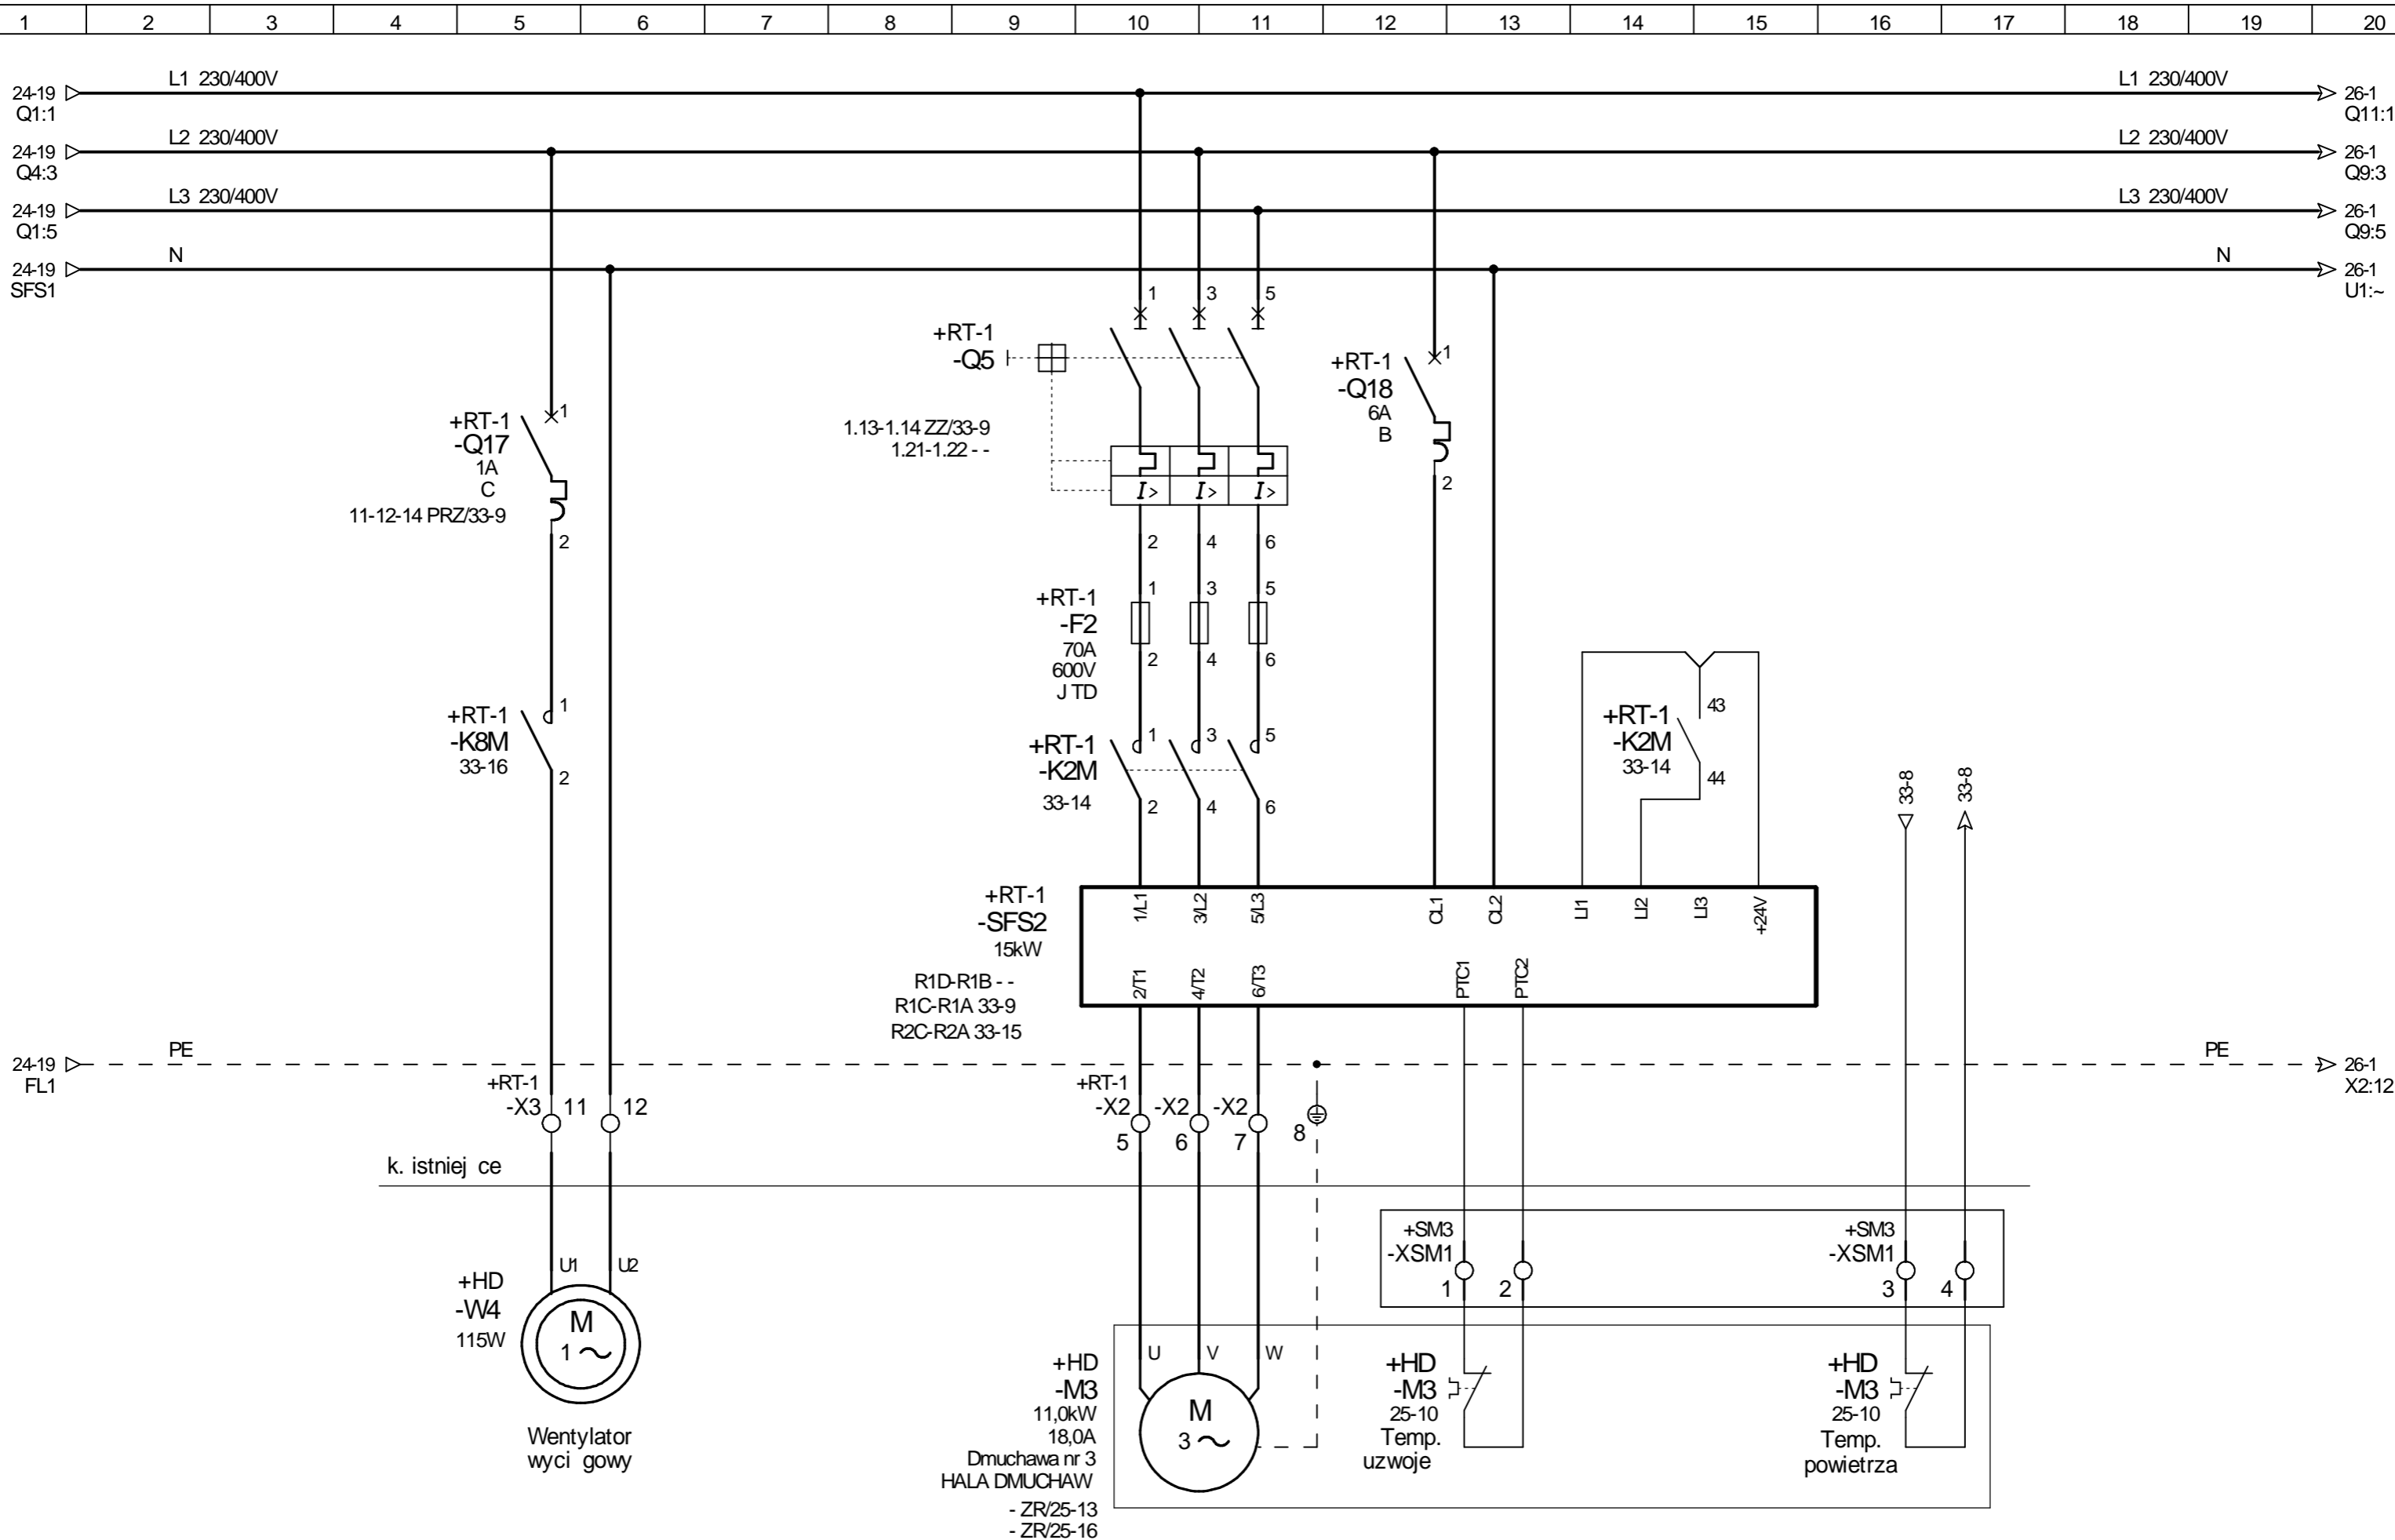 1 2 3 4 5 6 7 8 9 10 11 12 13 14 15 16 17 18 19 20
24-19
Q1:1
L1 230/400V
L1 230/400V
26-1
Q11:1
24-19
Q4:3
L2 230/400V
L2 230/400V
26-1
Q9:3
24-19
Q1:5
L3 230/400V
L3 230/400V
26-1
Q9:5
24-19
SFS1
N
N
26-1
U1:~
+RT-1
-Q17
1A
C
11-12-14 PRZ/33-9
1
2
+RT-1
-K8M
33-16
1
2
+RT-1
-Q5
1.13-1.14 ZZ/33-9
1.21-1.22 - -
1 3 5
I> I> I>
2 4 6
+RT-1
-F2
70A
600V
JTD
1 3 5
2 4 6
+RT-1
-K2M
33-14
1 3 5
2 4 6
+RT-1
-Q18
6A
B
1
2
+RT-1
-K2M
33-14
43
44
33-8
33-8
+RT-1
-SFS2
15kW
R1D-R1B - -
R1C-R1A 33-9
R2C-R2A 33-15
1/L1 3/L2 5/L3 CL1 CL2 LI1 LI2 LI3 +24V
2/T1 4/T2 6/T3 PTC1 PTC2
24-19
FL1
PE
PE
26-1
X2:12
+RT-1
-X3 11 12
+RT-1
-X2 -X2 -X2
5 6 7 8
k. istniej ce
+SM3
-XSM1
1 2
+SM3
-XSM1
3 4
+HD
-W4
115W
U1 U2
M
1
Wentylator
wyci gowy
+HD
-M3
11,0kW
18,0A
Dmuchawa nr 3
HALA DMUCHAW
- ZR/25-13
- ZR/25-16
U V W
M
3
+HD
-M3
25-10
Temp.
uzwoje
+HD
-M3
25-10
Temp.
powietrza